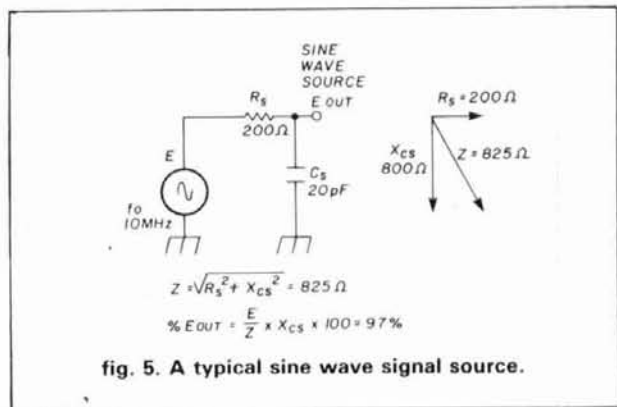 SINE
WAVE
SOURCE
E OUT
Rs
200Ω
E
fo
10MHz
Cs
20pF
Rs = 200Ω
Xcs
800Ω
Z = 825Ω
Z = √Rs² + Xcs² = 825Ω
% EOUT = E/Z x Xcs x 100 = 97%
fig. 5. A typical sine wave signal source.